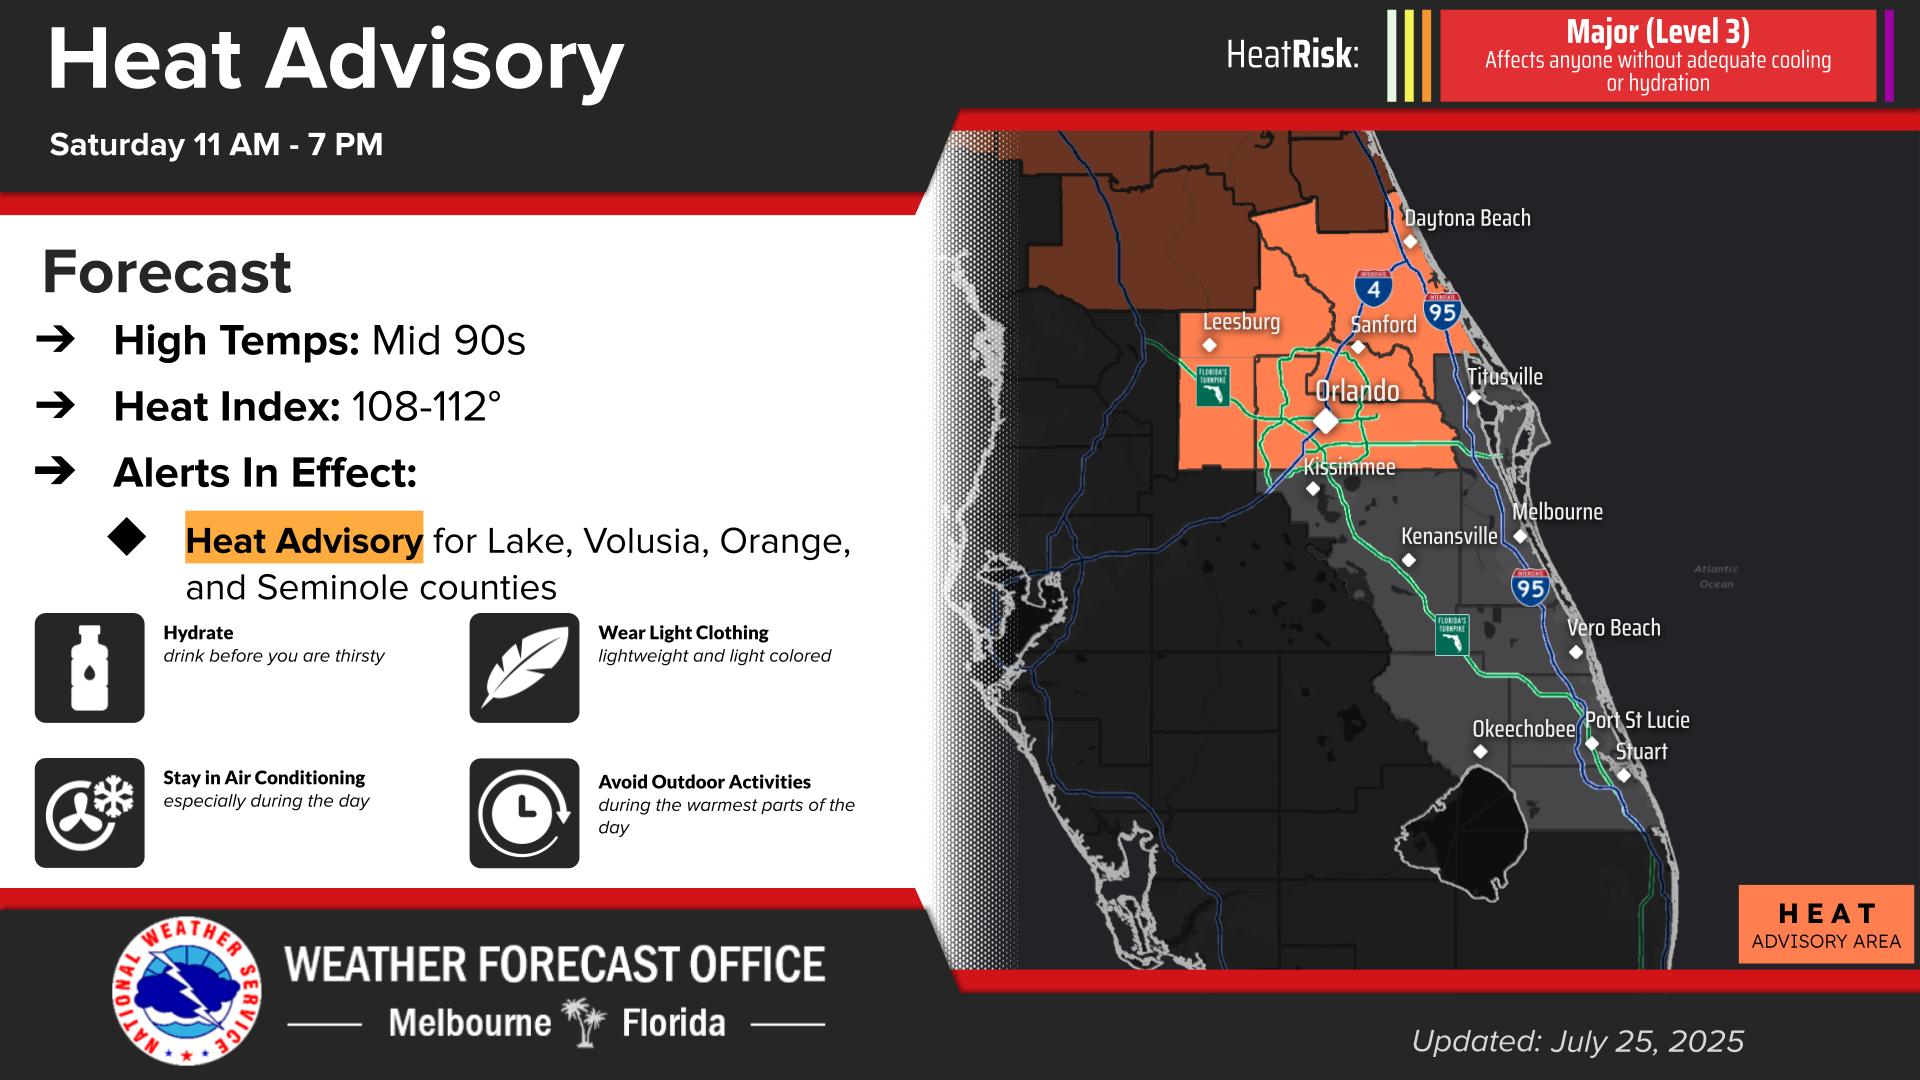 Heat Advisory
Saturday 11 AM - 7 PM
HeatRisk:
Major (Level 3)
Affects anyone without adequate cooling
or hydration
Forecast
➔ High Temps: Mid 90s
➔ Heat Index: 108-112°
➔ Alerts In Effect:
◆ Heat Advisory for Lake, Volusia, Orange,
and Seminole counties
Hydrate
drink before you are thirsty
Wear Light Clothing
lightweight and light colored
Stay in Air Conditioning
especially during the day
Avoid Outdoor Activities
during the warmest parts of the
day
Daytona Beach
INTERSTATE
4
INTERSTATE
95
Leesburg
Sanford
FLORIDA'S
TURNPIKE
Titusville
Orlando
Kissimmee
Melbourne
Kenansville
Atlantic
Ocean
INTERSTATE
95
FLORIDA'S
TURNPIKE
Vero Beach
Okeechobee
Port St Lucie
Stuart
HEAT
ADVISORY AREA
NATIONAL WEATHER SERVICE
WEATHER FORECAST OFFICE
Melbourne Florida
Updated: July 25, 2025